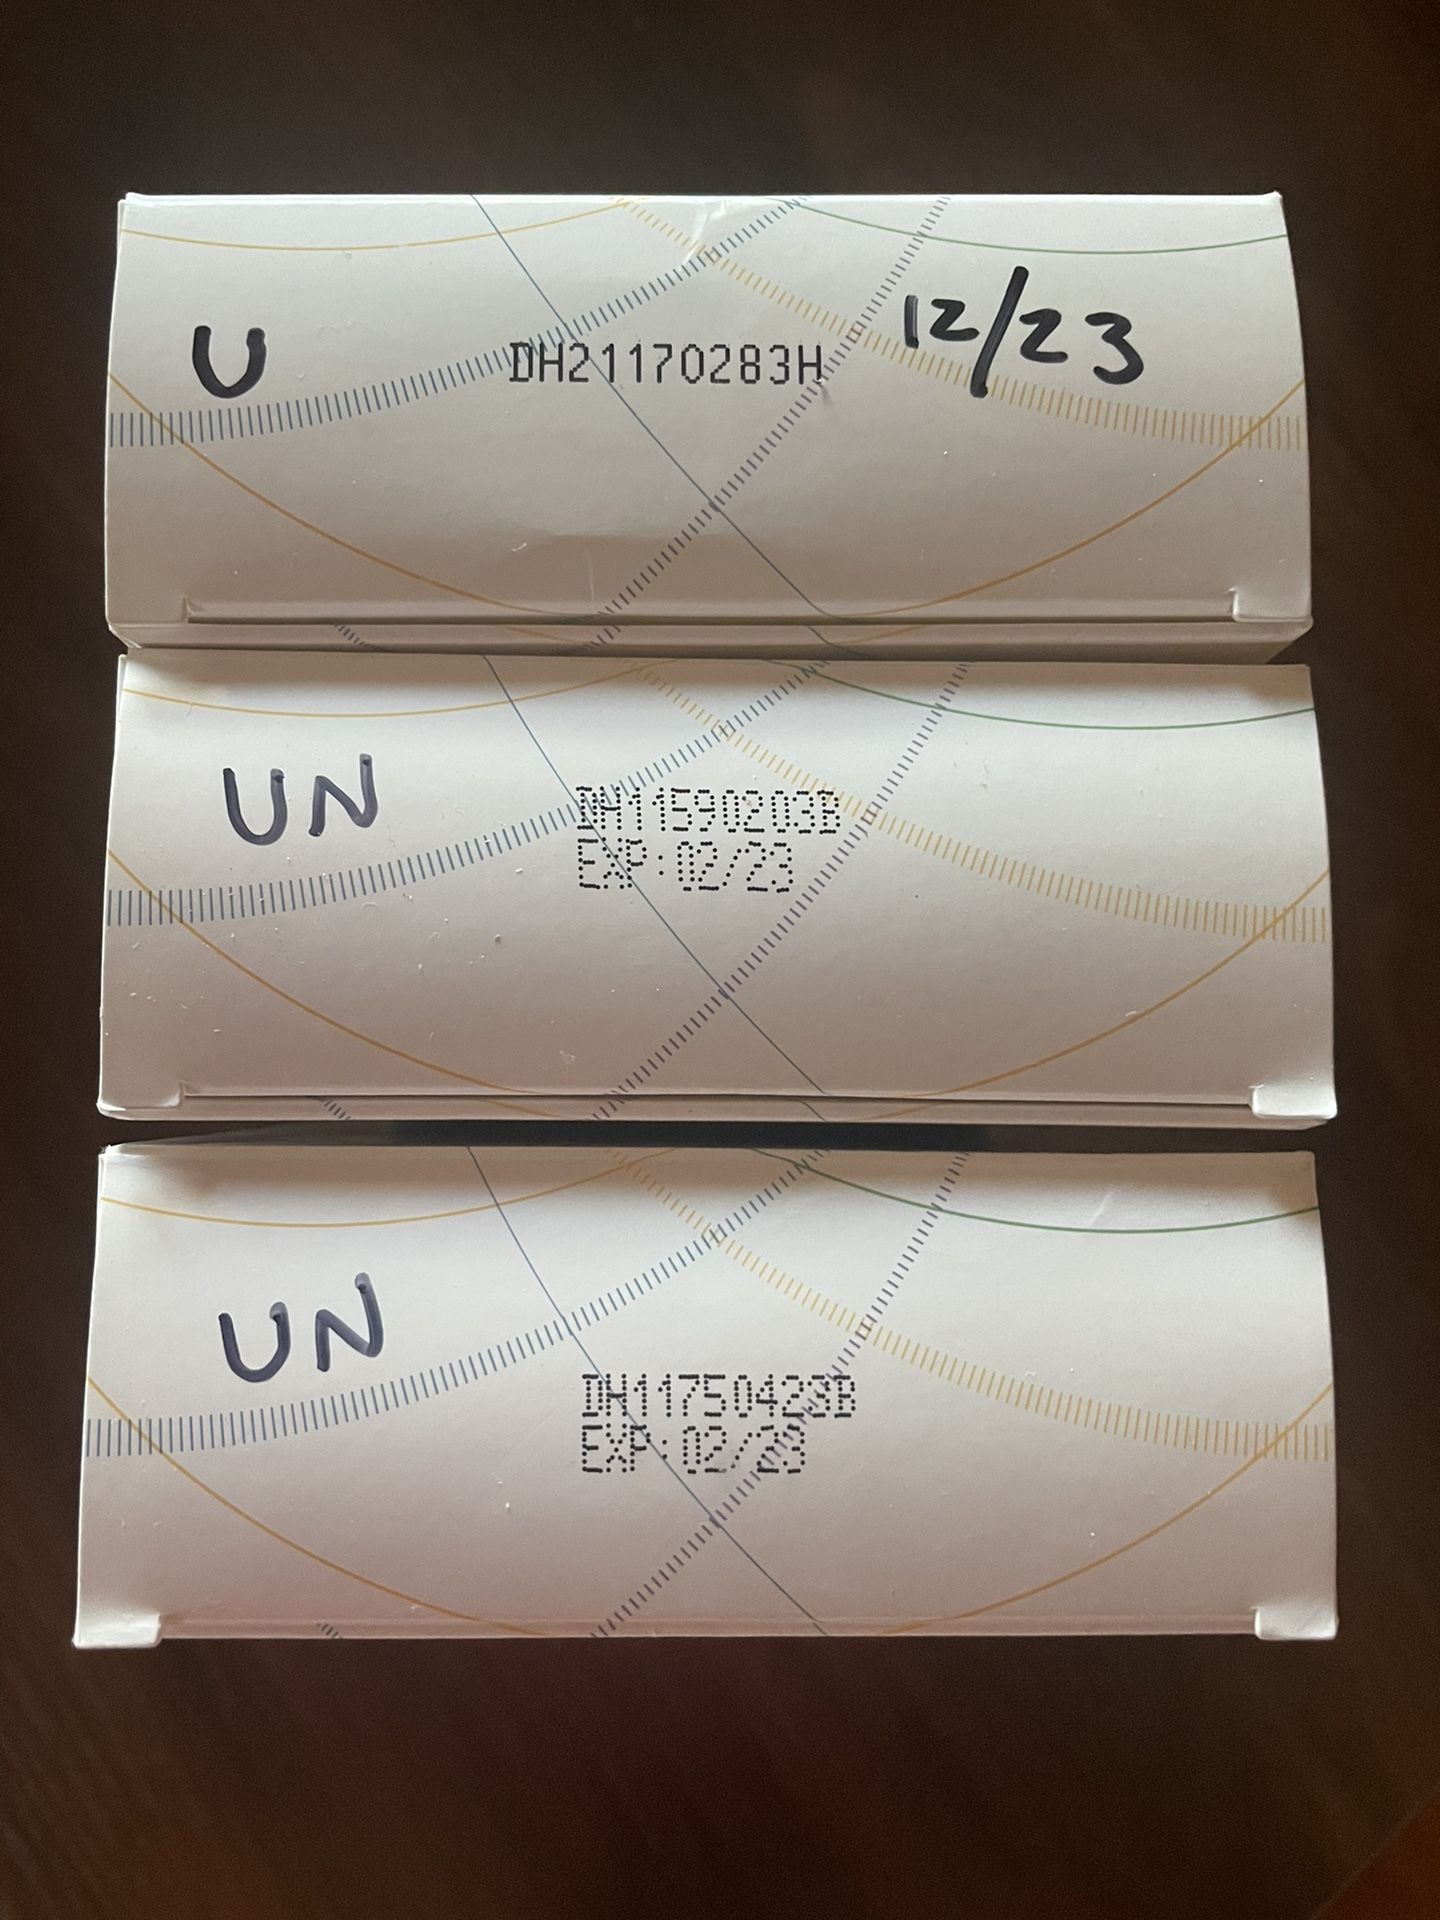 U DH21170283H 12/23
UN DH11590203B
EXP:02/23
UN DH11750423B
EXP:02/23